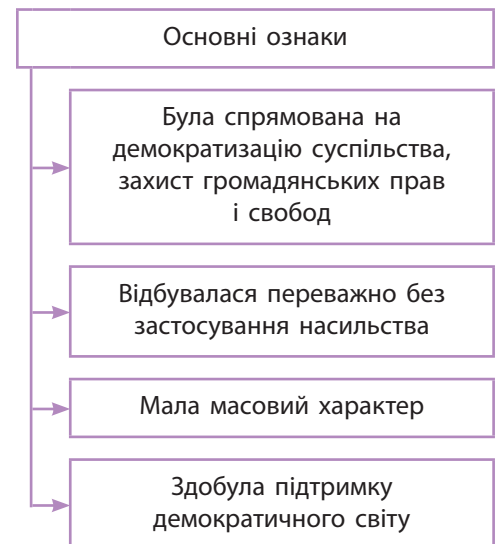 Основні ознаки
Була спрямована на
демократизацію суспільства,
захист громадянських прав
і свобод
Відбувалася переважно без
застосування насильства
Мала масовий характер
Здобула підтримку
демократичного світу